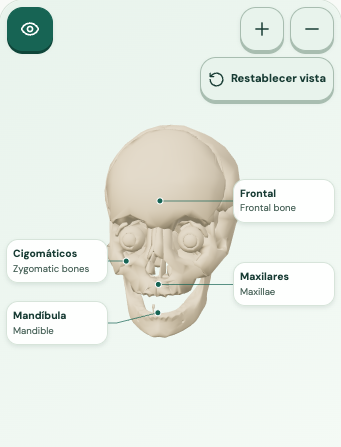 Restablecer vista
Frontal
Frontal bone
Cigomáticos
Zygomatic bones
Maxilares
Maxillae
Mandíbula
Mandible